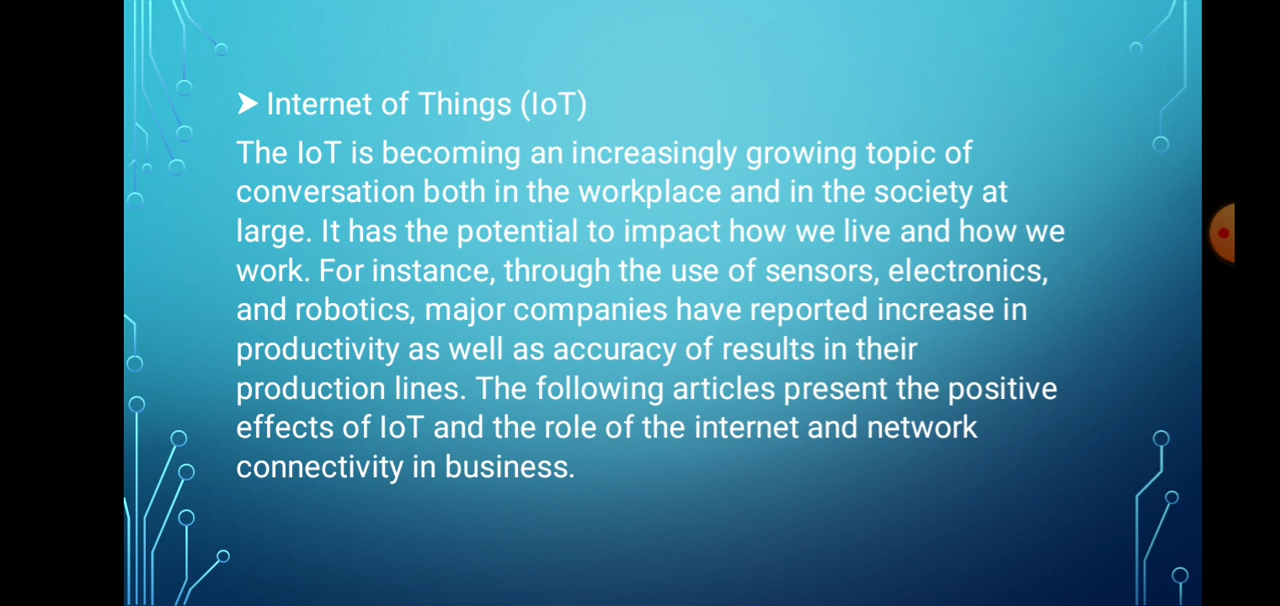 ➤ Internet of Things (IoT)
The IoT is becoming an increasingly growing topic of
conversation both in the workplace and in the society at
large. It has the potential to impact how we live and how we
work. For instance, through the use of sensors, electronics,
and robotics, major companies have reported increase in
productivity as well as accuracy of results in their
production lines. The following articles present the positive
effects of IoT and the role of the internet and network
connectivity in business.